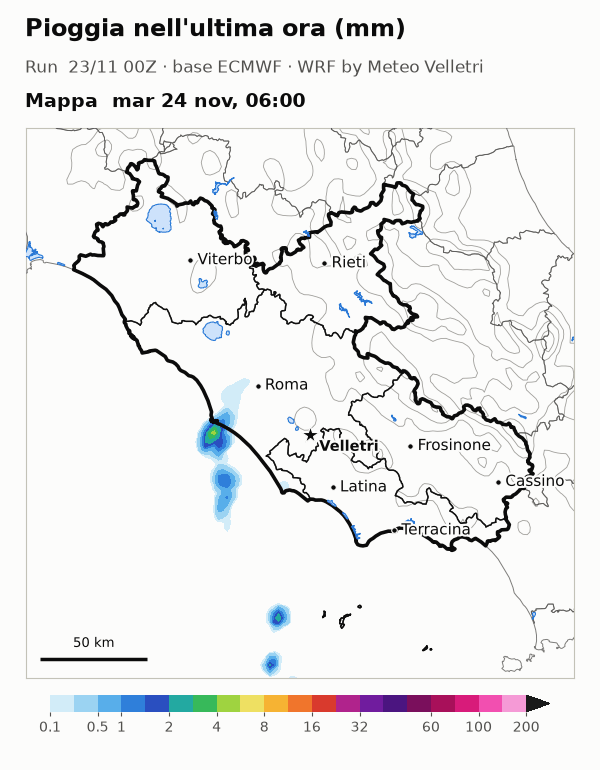 Pioggia nell'ultima ora (mm)
Run  23/11 00Z · base ECMWF · WRF by Meteo Velletri
Mappa  mar 24 nov, 06:00
Viterbo
Rieti
Roma
Velletri
Frosinone
Latina
Cassino
Terracina
50 km
0.1 0.5 1 2 4 8 16 32 60 100 200